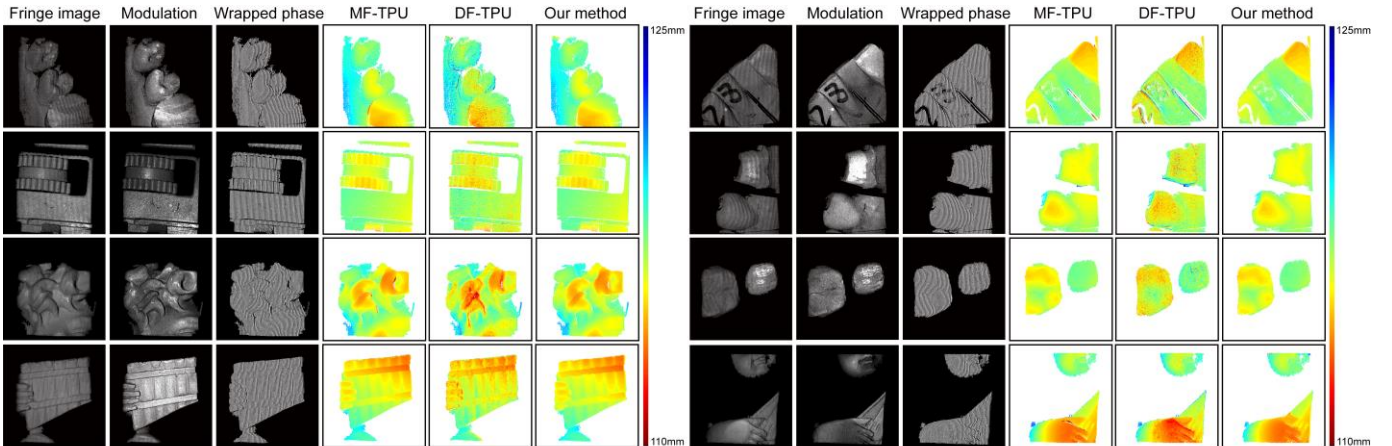 Fringe image Modulation Wrapped phase MF-TPU DF-TPU Our method
125mm
110mm
Fringe image Modulation Wrapped phase MF-TPU DF-TPU Our method
125mm
110mm